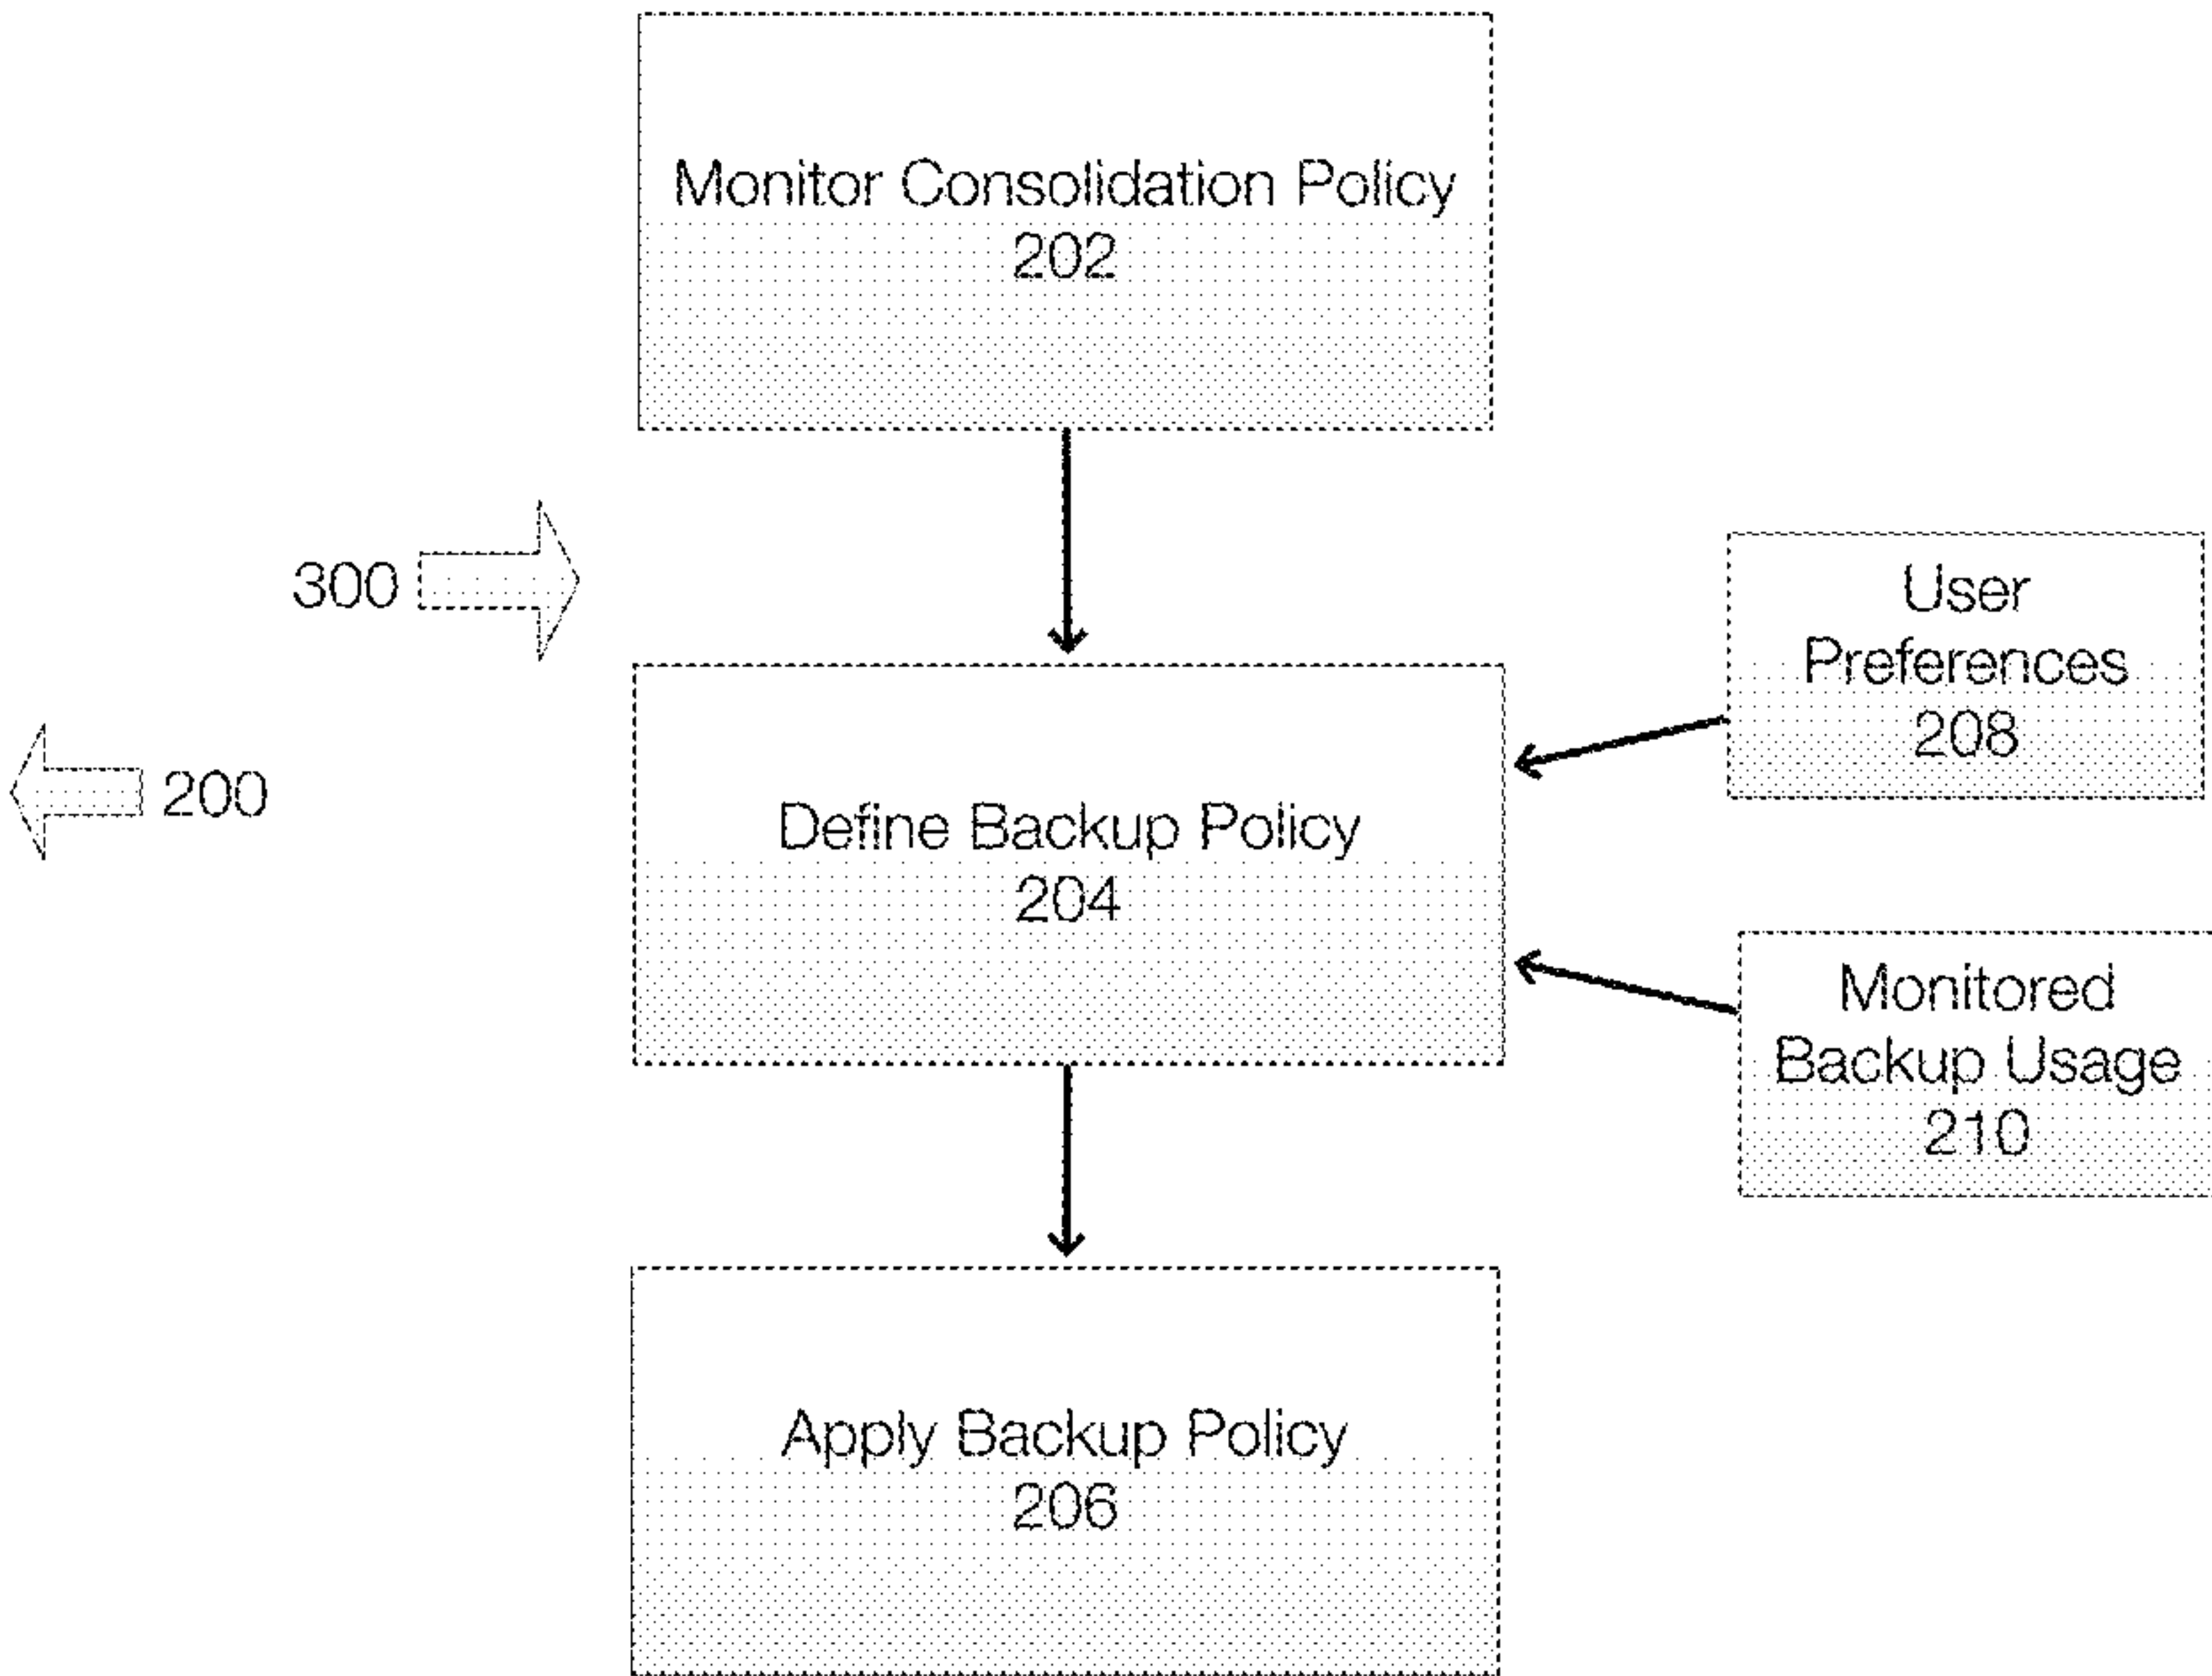 Monitor Consolidation Policy
202
300
200
User
Preferences
208
Define Backup Policy
204
Monitored
Backup Usage
210
Apply Backup Policy
206